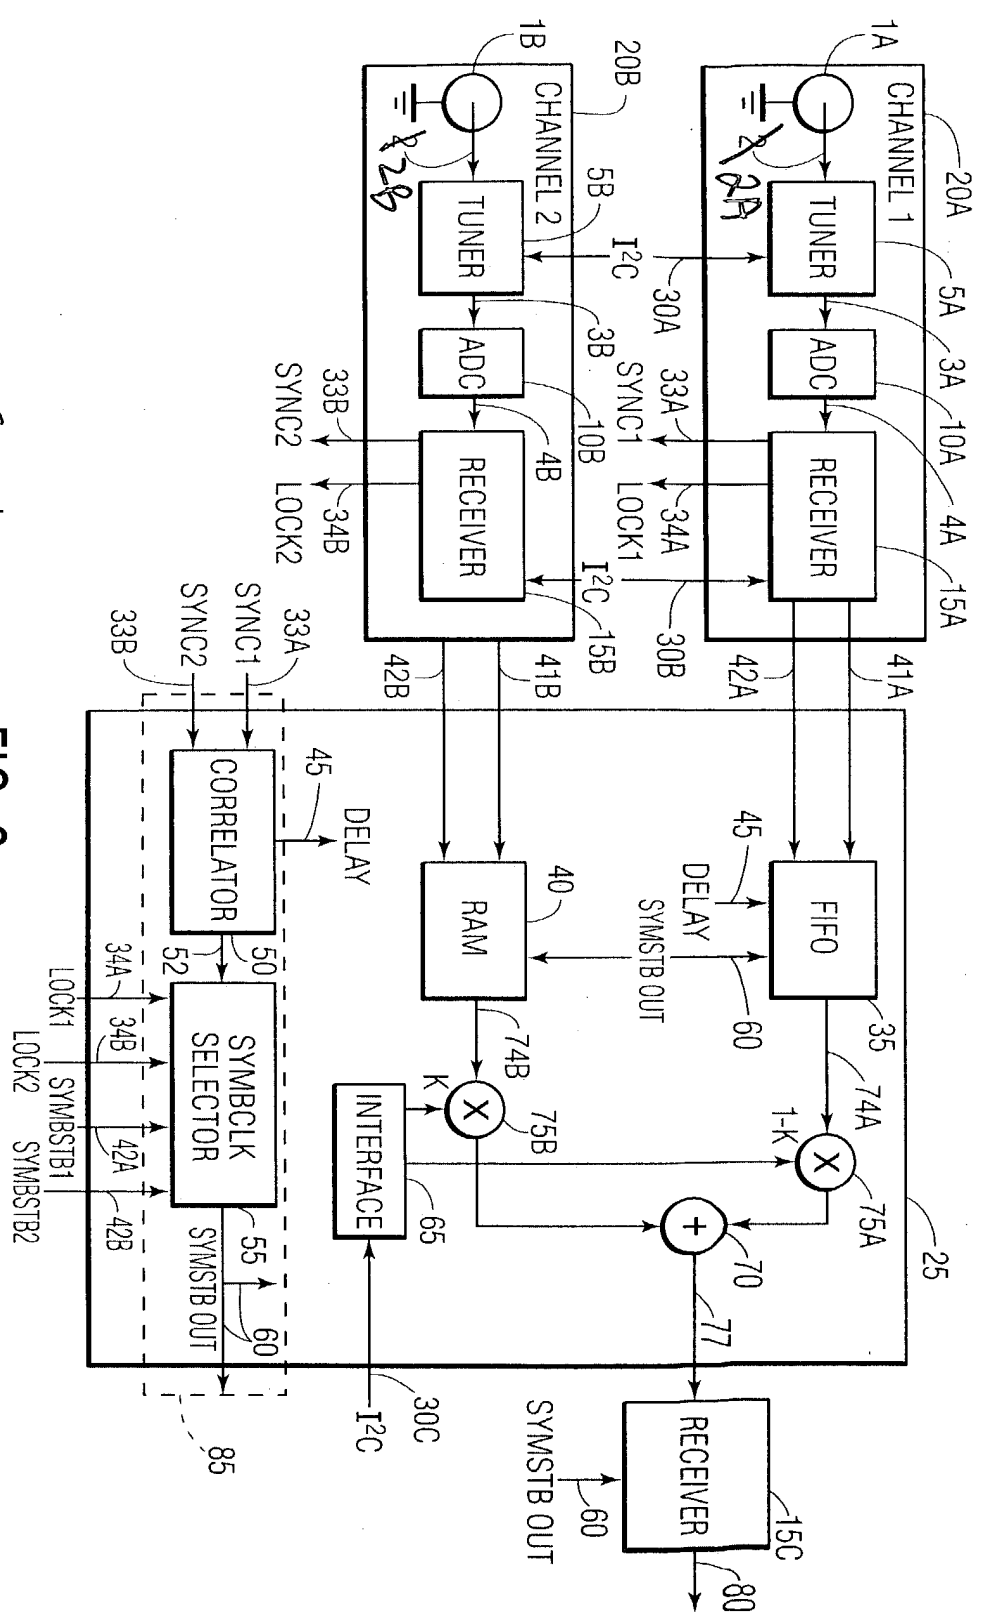 1A
20A
CHANNEL 1
2
2A
TUNER
5A
3A
ADC
10A
4A
RECEIVER
15A
I²C
30A
33A
SYNC1
34A
LOCK1
I²C
30B
41A
42A
1B
20B
CHANNEL 2
2
2B
TUNER
5B
3B
ADC
10B
4B
RECEIVER
15B
33B
SYNC2
34B
LOCK2
41B
42B
25
FIFO
35
45
DELAY
60
SYMSTB OUT
74A
1-K
X
75A
RAM
40
74B
K
X
75B
+
70
77
INTERFACE
65
30C
I²C
RECEIVER
15C
80
60
SYMSTB OUT
33A
SYNC1
SYNC2
33B
45
DELAY
CORRELATOR
50
52
SYMBCLK
SELECTOR
55
60
SYMSTB OUT
85
34A
LOCK1
34B
LOCK2
42A
SYMBSTB1
42B
SYMBSTB2